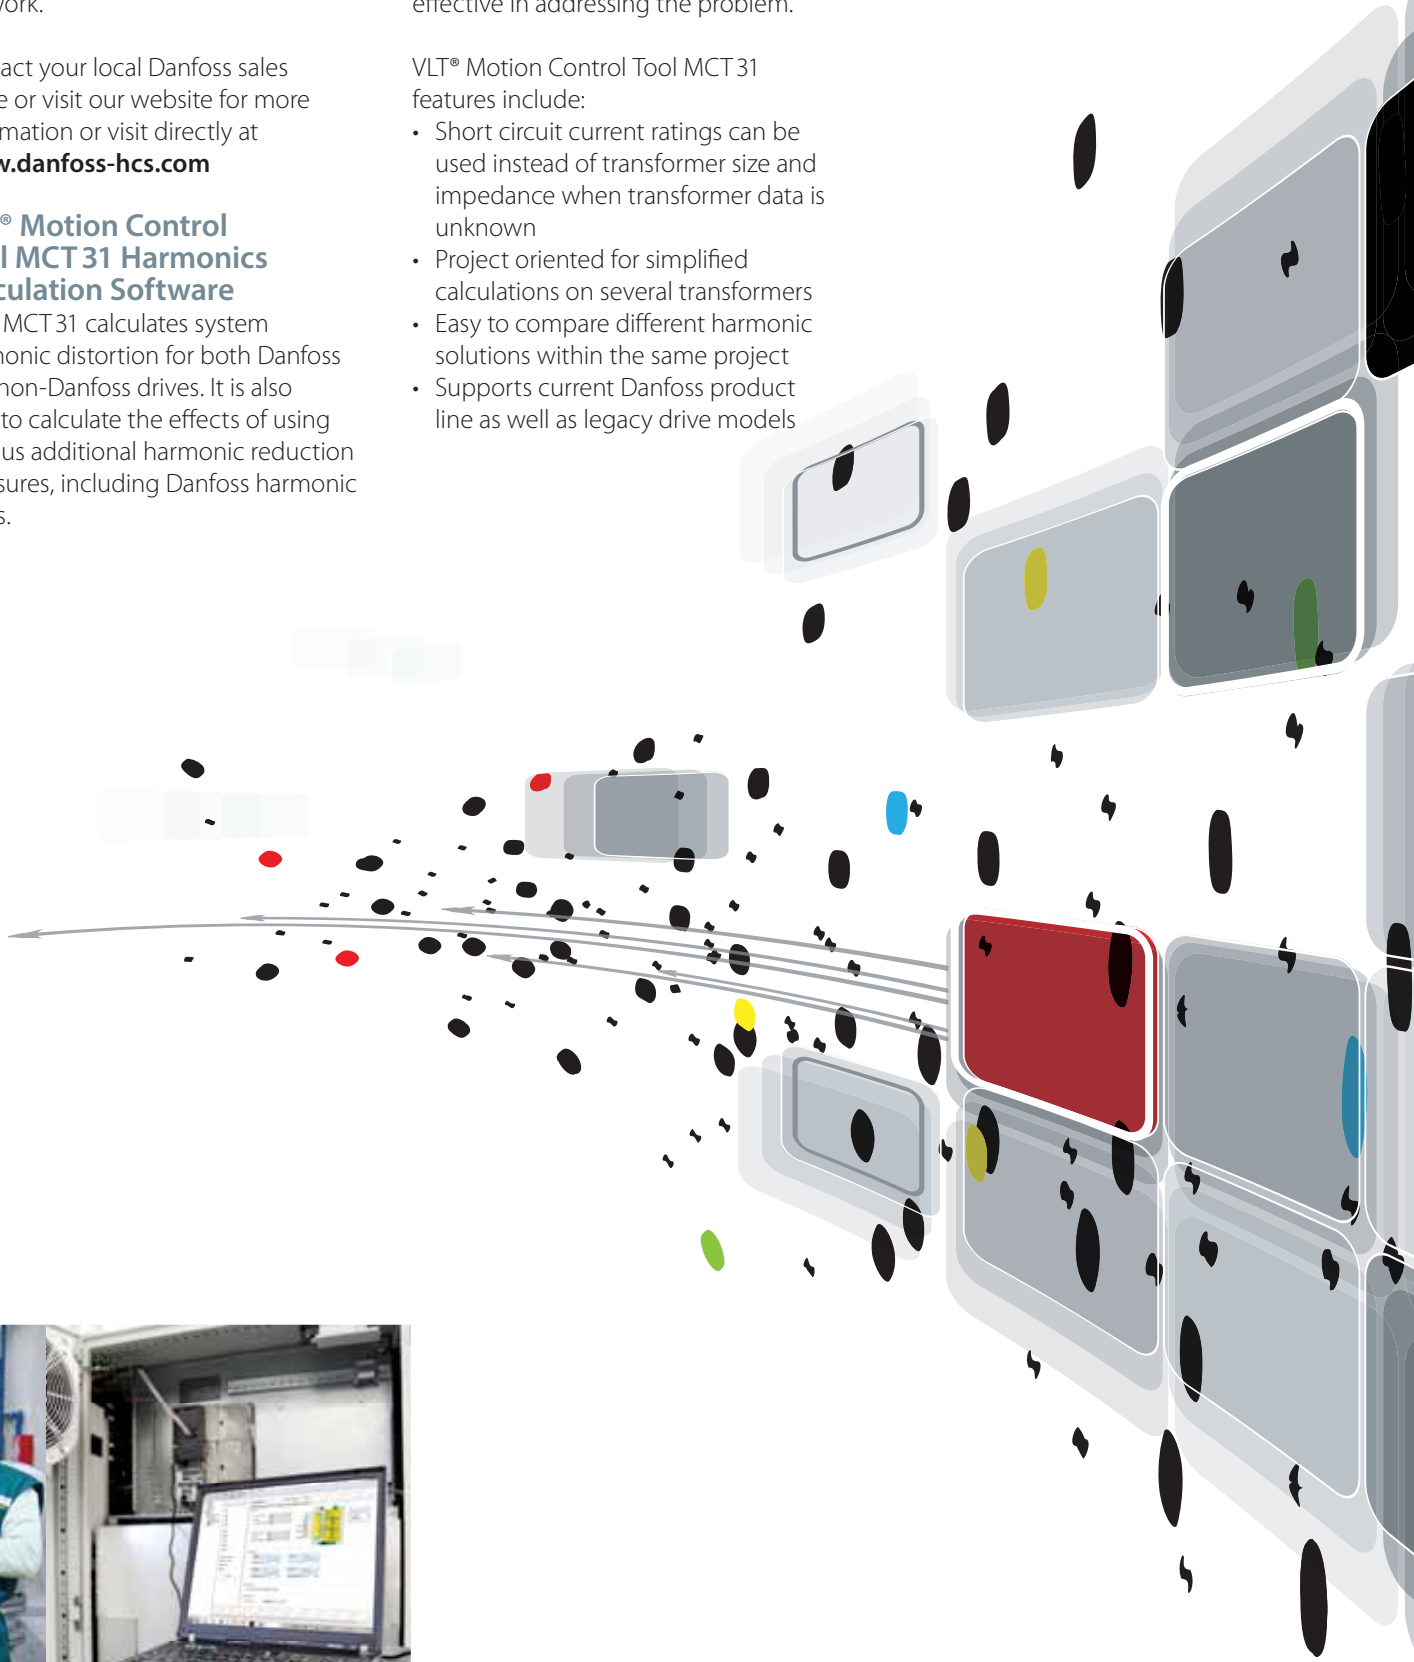 work.
act your local Danfoss sales
e or visit our website for more
rmation or visit directly at
w.danfoss-hcs.com
® Motion Control
l MCT 31 Harmonics
culation Software
MCT 31 calculates system
nonic distortion for both Danfoss
non-Danfoss drives. It is also
to calculate the effects of using
us additional harmonic reduction
sures, including Danfoss harmonic
s.
effective in addressing the problem.
VLT® Motion Control Tool MCT 31
features include:
• Short circuit current ratings can be
used instead of transformer size and
impedance when transformer data is
unknown
• Project oriented for simplified
calculations on several transformers
• Easy to compare different harmonic
solutions within the same project
• Supports current Danfoss product
line as well as legacy drive models